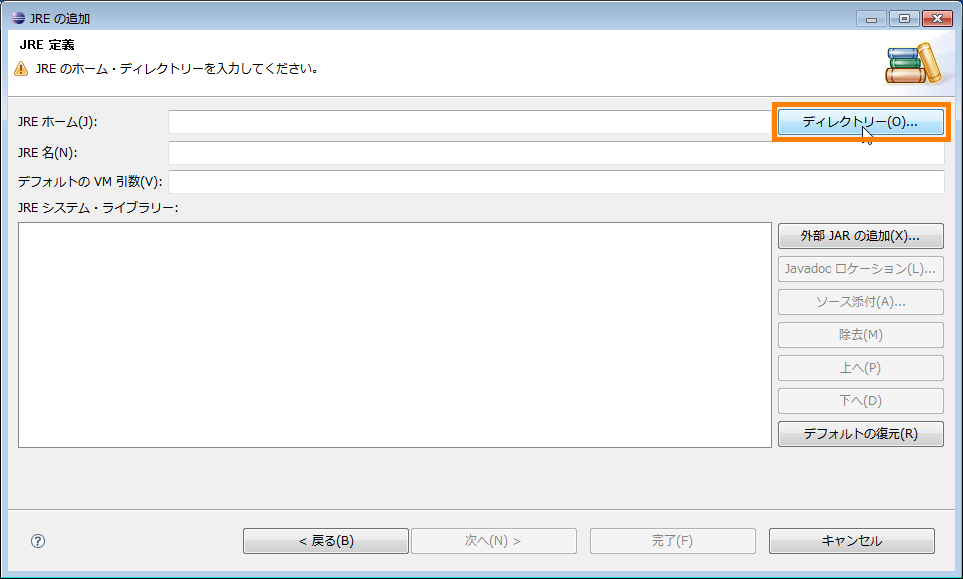 JRE の追加
JRE 定義
JRE のホーム・ディレクトリーを入力してください。
JRE ホーム(J):
ディレクトリー(O)...
JRE 名(N):
デフォルトの VM 引数(V):
JRE システム・ライブラリー:
外部 JAR の追加(X)...
Javadoc ロケーション(L)...
ソース添付(A)...
除去(M)
上へ(P)
下へ(D)
デフォルトの復元(R)
?
< 戻る(B)
次へ(N) >
完了(F)
キャンセル